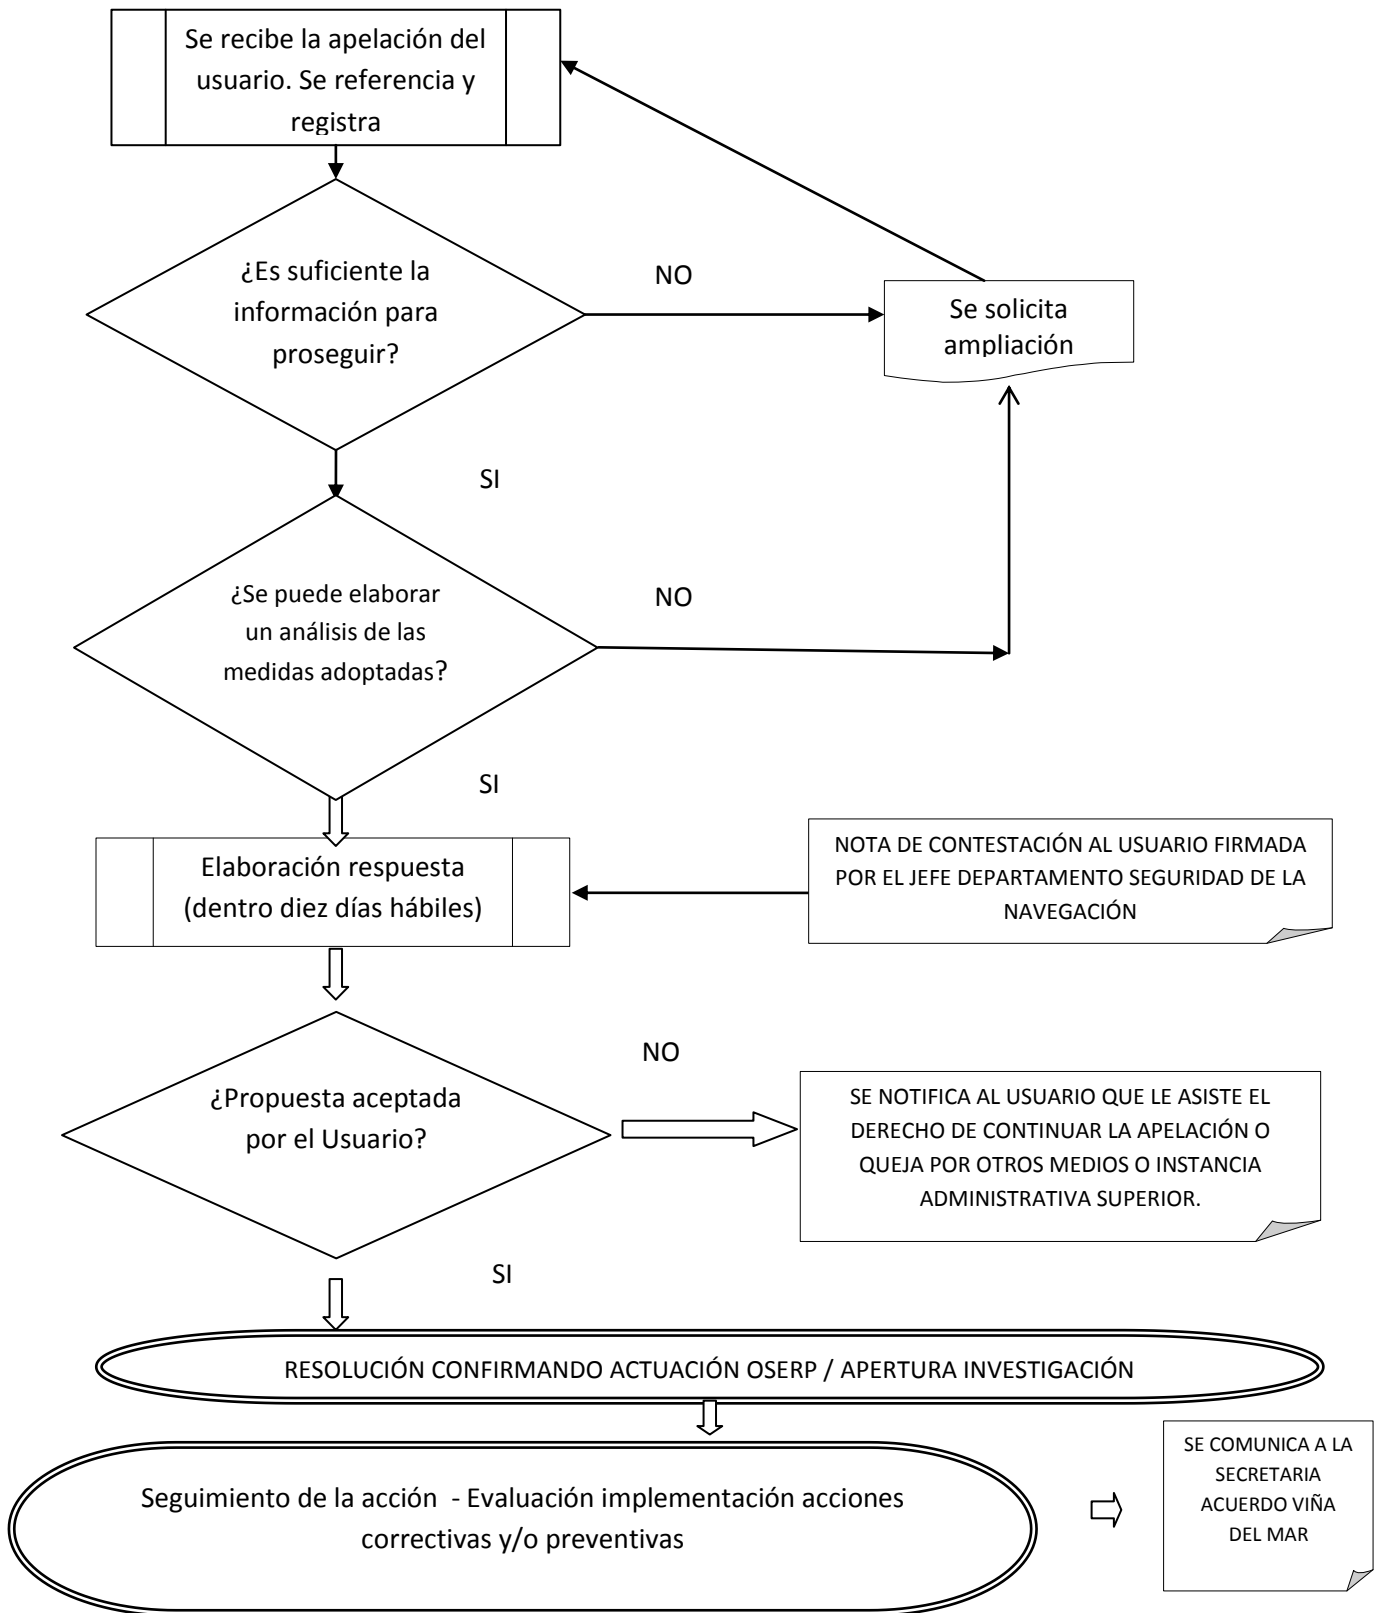 Se recibe la apelación del
usuario. Se referencia y
registra
¿Es suficiente la
información para
proseguir?
NO
Se solicita
ampliación
SI
¿Se puede elaborar
un análisis de las
medidas adoptadas?
NO
SI
Elaboración respuesta
(dentro diez días hábiles)
NOTA DE CONTESTACIÓN AL USUARIO FIRMADA
POR EL JEFE DEPARTAMENTO SEGURIDAD DE LA
NAVEGACIÓN
¿Propuesta aceptada
por el Usuario?
NO
SE NOTIFICA AL USUARIO QUE LE ASISTE EL
DERECHO DE CONTINUAR LA APELACIÓN O
QUEJA POR OTROS MEDIOS O INSTANCIA
ADMINISTRATIVA SUPERIOR.
SI
RESOLUCIÓN CONFIRMANDO ACTUACIÓN OSERP / APERTURA INVESTIGACIÓN
Seguimiento de la acción - Evaluación implementación acciones
correctivas y/o preventivas
SE COMUNICA A LA
SECRETARIA
ACUERDO VIÑA
DEL MAR